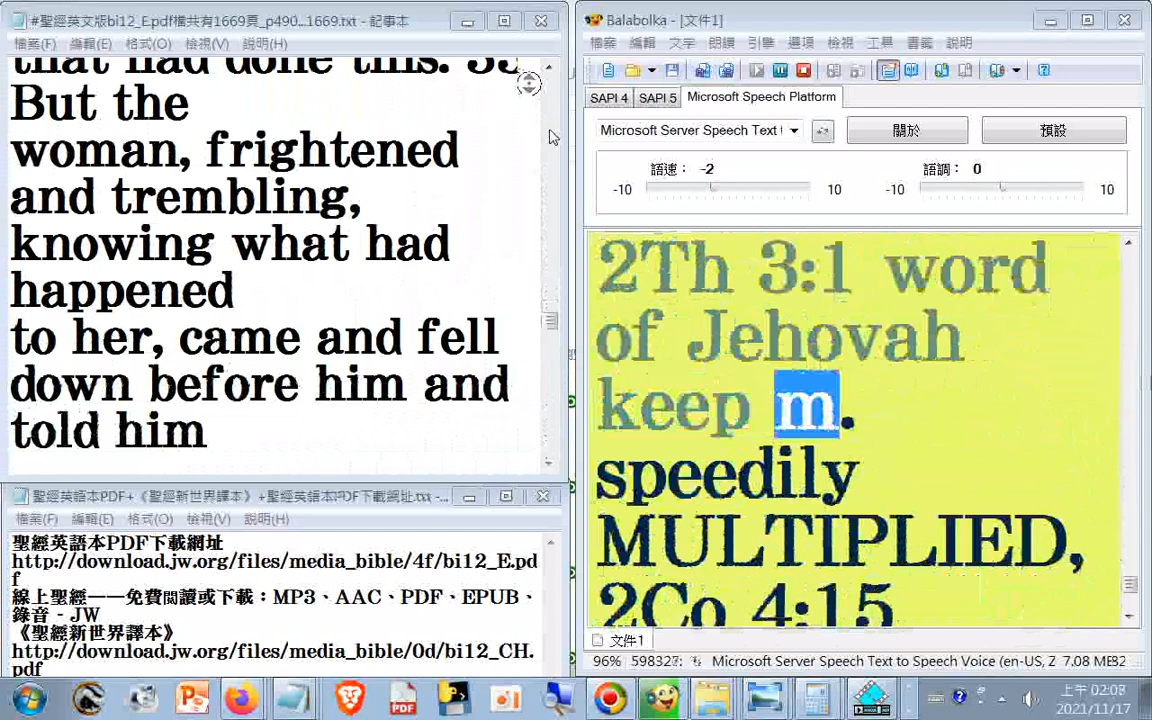 #聖經英文版bi12_E.pdf檔共有1669頁_p490...1669.txt - 記事本
檔案(F) 編輯(E) 格式(O) 檢視(V) 說明(H)
that had done this. 33
But the
woman, frightened
and trembling,
knowing what had
happened
to her, came and fell
down before him and
told him
聖經英語本PDF+《聖經新世界譯本》+聖經英語本PDF下載網址.txt - ...
檔案(F) 編輯(E) 格式(O) 檢視(V) 說明(H)
聖經英語本PDF下載網址
http://download.jw.org/files/media_bible/4f/bi12_E.pd
f
線上聖經——免費閱讀或下載：MP3、AAC、PDF、EPUB、
錄音 - JW
《聖經新世界譯本》
http://download.jw.org/files/media_bible/0d/bi12_CH.
pdf
Balabolka - [文件1]
檔案 編輯 文字 朗讀 引擎 選項 檢視 工具 書籤 說明
SAPI 4 SAPI 5 Microsoft Speech Platform
Microsoft Server Speech Text
關於 預設
語速： -2 語調： 0
-10 10 -10 10
2Th 3:1 word
of Jehovah
keep m.
speedily
MULTIPLIED,
2Co 4:15
文件1
96% Microsoft Server Speech Text to Speech Voice (en-US, Z 7.08 MB
上午 02:03
2021/11/17